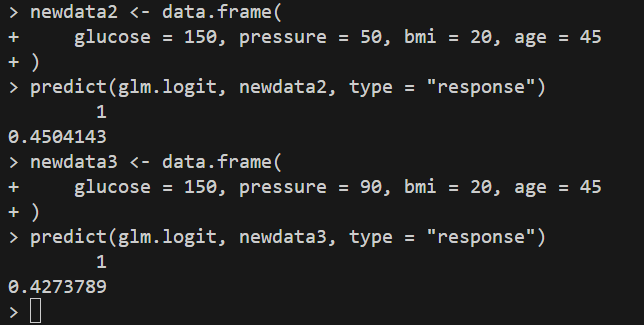 > newdata2 <- data.frame(
+     glucose = 150, pressure = 50, bmi = 20, age = 45
+ )
> predict(glm.logit, newdata2, type = "response")
        1
0.4504143
> newdata3 <- data.frame(
+     glucose = 150, pressure = 90, bmi = 20, age = 45
+ )
> predict(glm.logit, newdata3, type = "response")
        1
0.4273789
>